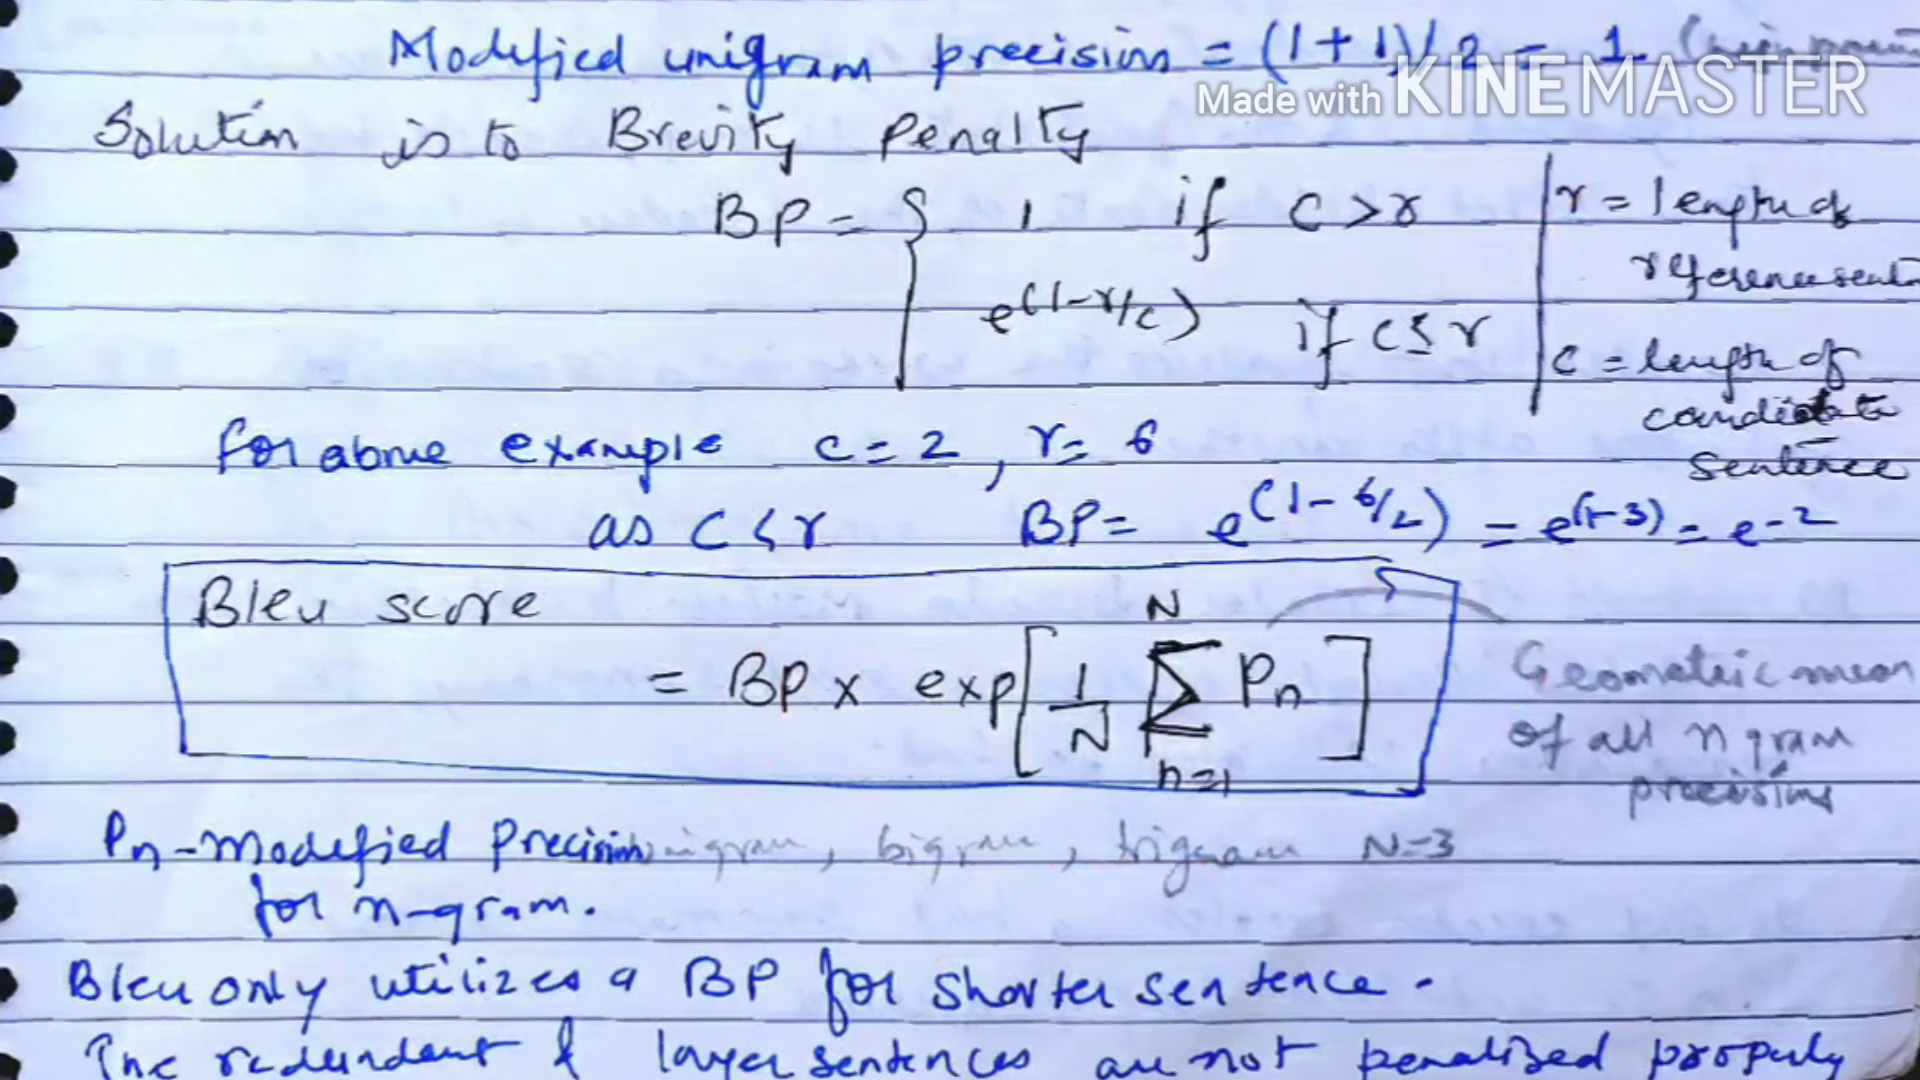 Modified unigram precision = (1+1)/2 = 1
Made with KINEMASTER
Solution is to Brevity Penalty
BP = { 1 if c > r
e^(1-r/c) if c ≤ r
r = length of
reference
c = length of
candidate
sentence
for above example c = 2, r = 6
as c < r BP = e^(1-6/2) = e^(1-3) = e^-2
Bleu score
= BP x exp[ 1/N N Σ n=1 Pn ]
Geometric mean
of all n gram
precisions
Pn - Modified Precision unigram, bigram, trigram N=3
for n-gram.
Bleu only utilizes a BP for shorter sentence.
The redundant & layer sentences are not penalized properly